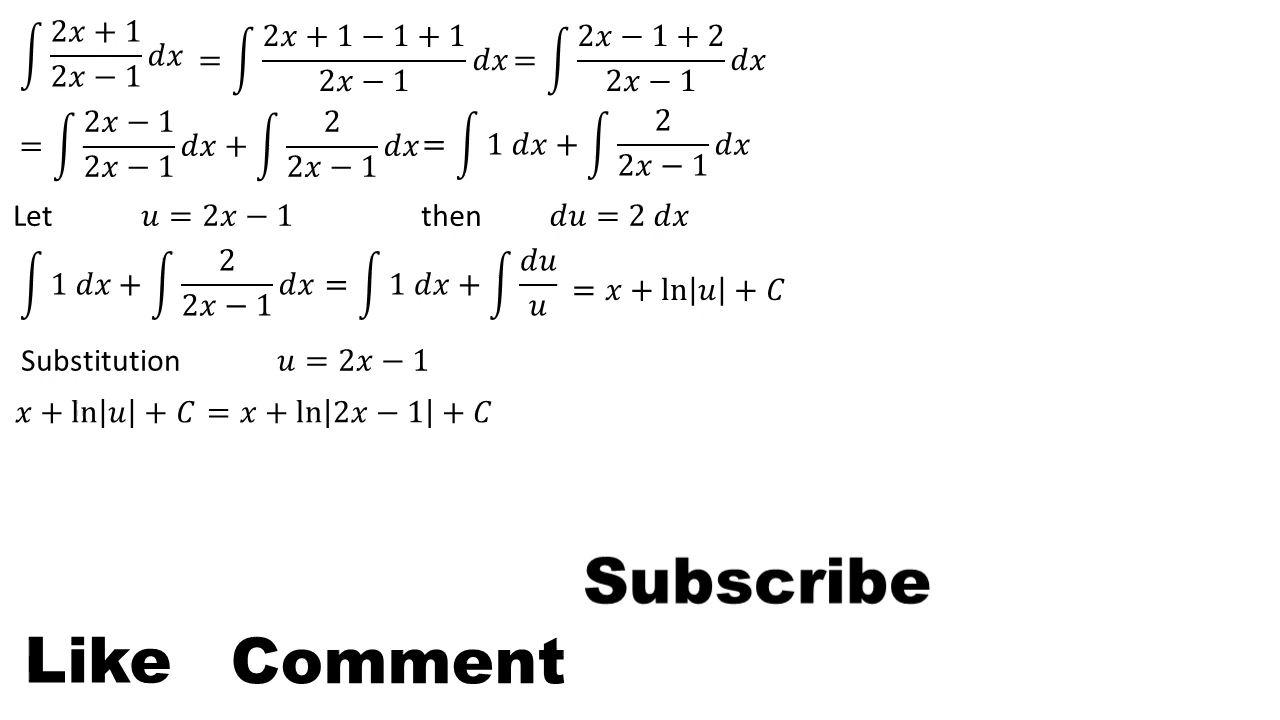 ∫ (2x + 1)/(2x − 1) dx = ∫ (2x + 1 − 1 + 1)/(2x − 1) dx = ∫ (2x − 1 + 2)/(2x − 1) dx
= ∫ (2x − 1)/(2x − 1) dx + ∫ 2/(2x − 1) dx = ∫ 1 dx + ∫ 2/(2x − 1) dx
Let u = 2x − 1 then du = 2 dx
∫ 1 dx + ∫ 2/(2x − 1) dx = ∫ 1 dx + ∫ du/u = x + ln|u| + C
Substitution u = 2x − 1
x + ln|u| + C = x + ln|2x − 1| + C
Subscribe
Like Comment